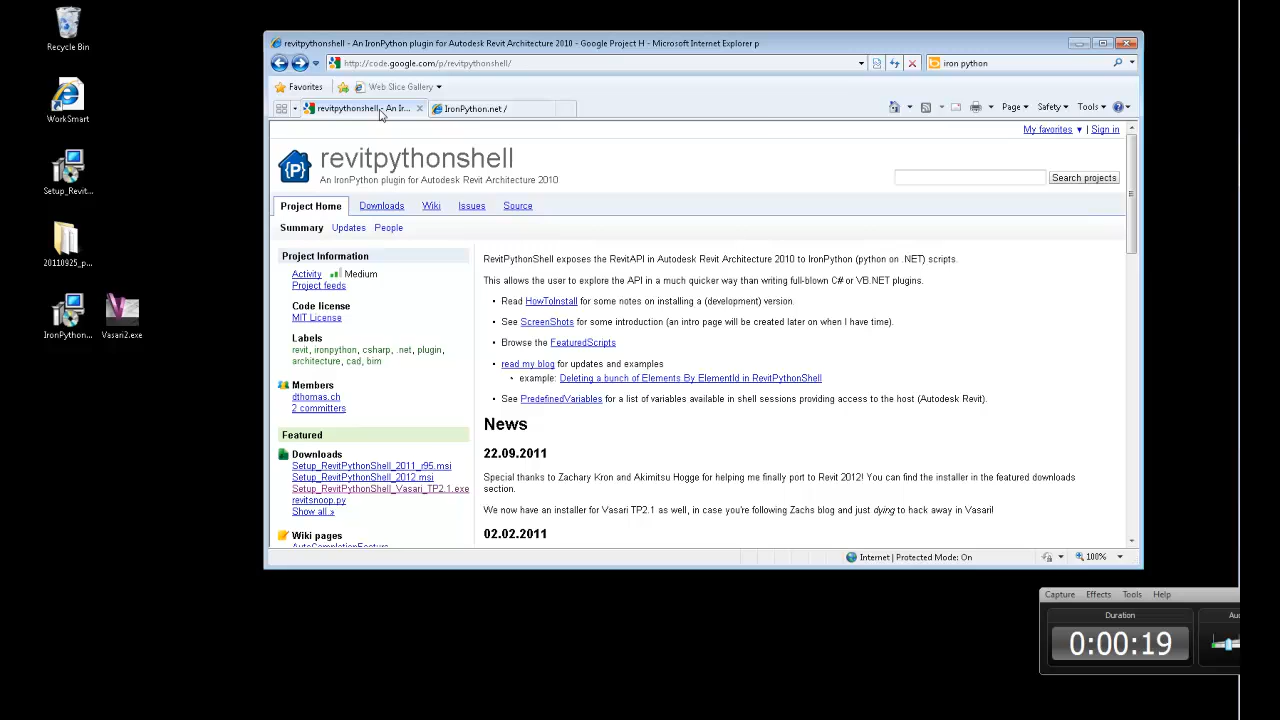 Recycle Bin
WorkSmart
Setup_Revit...
20110925_p...
IronPython...
Vasari2.exe
revitpythonshell - An IronPython plugin for Autodesk Revit Architecture 2010 - Google Project H - Microsoft Internet Explorer p
http://code.google.com/p/revitpythonshell/
iron python
Favorites
Web Slice Gallery
revitpythonshell - An Ir...
IronPython.net /
Page
Safety
Tools
My favorites ▼ | Sign in
revitpythonshell
An IronPython plugin for Autodesk Revit Architecture 2010
Search projects
Project Home
Downloads
Wiki
Issues
Source
Summary
Updates
People
Project Information
Activity
Medium
Project feeds
Code license
MIT License
Labels
revit, ironpython, csharp, .net, plugin,
architecture, cad, bim
Members
dthomas.ch
2 committers
Featured
Downloads
Setup_RevitPythonShell_2011_r95.msi
Setup_RevitPythonShell_2012.msi
Setup_RevitPythonShell_Vasari_TP2.1.exe
revitsnoop.py
Show all »
Wiki pages
AutoCompletionFeature
RevitPythonShell exposes the RevitAPI in Autodesk Revit Architecture 2010 to IronPython (python on .NET) scripts.
This allows the user to explore the API in a much quicker way than writing full-blown C# or VB.NET plugins.
• Read HowToInstall for some notes on installing a (development) version.
• See ScreenShots for some introduction (an intro page will be created later on when I have time).
• Browse the FeaturedScripts
• read my blog for updates and examples
• example: Deleting a bunch of Elements By ElementId in RevitPythonShell
• See PredefinedVariables for a list of variables available in shell sessions providing access to the host (Autodesk Revit).
News
22.09.2011
Special thanks to Zachary Kron and Akimitsu Hogge for helping me finally port to Revit 2012! You can find the installer in the featured downloads
section.
We now have an installer for Vasari TP2.1 as well, in case you're following Zachs blog and just dying to hack away in Vasari!
02.02.2011
Internet | Protected Mode: On
100%
Capture
Effects
Tools
Help
Duration
Au
0:00:19